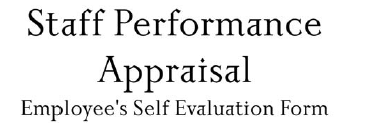 Staff Performance
Appraisal
Employee's Self Evaluation Form